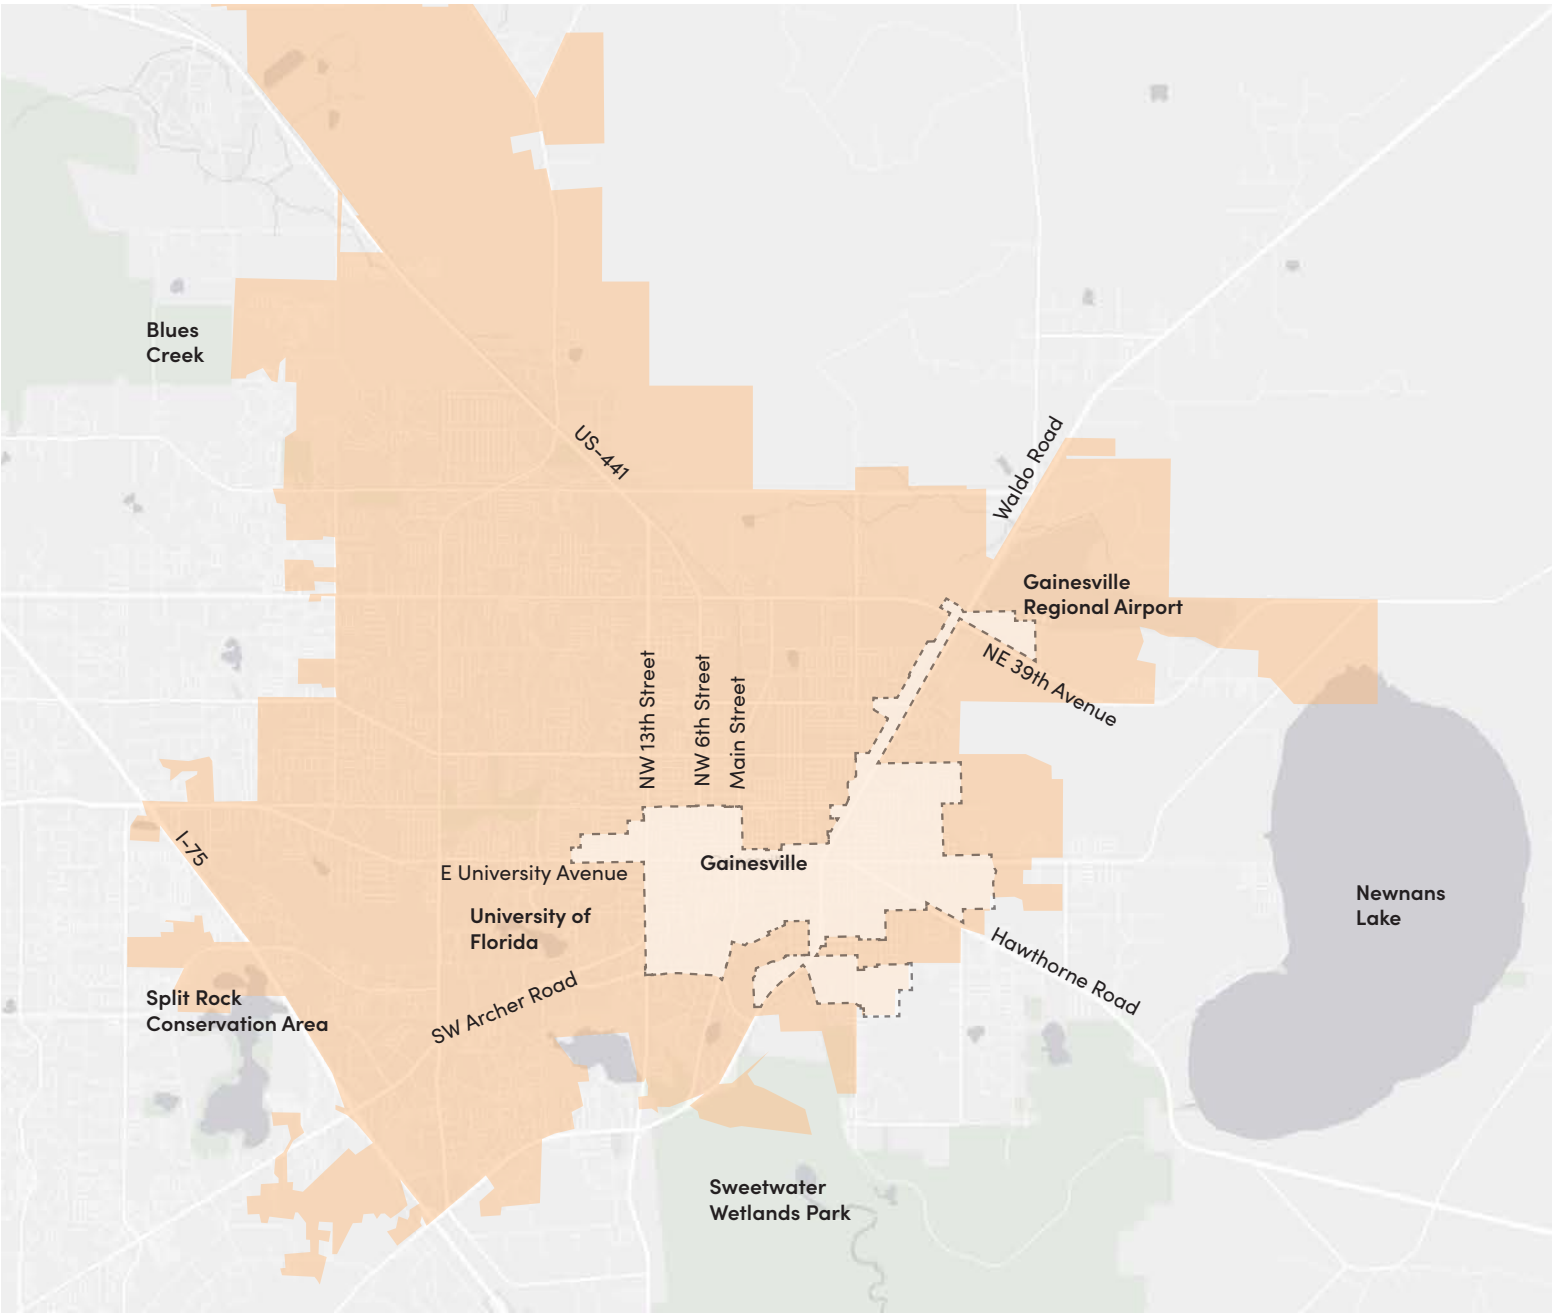 Blues
Creek
US-441
Waldo Road
Gainesville
Regional Airport
NE 39th Avenue
NW 13th Street
NW 6th Street
Main Street
I-75
E University Avenue
Gainesville
University of
Florida
Newnans
Lake
Hawthorne Road
Split Rock
Conservation Area
SW Archer Road
Sweetwater
Wetlands Park